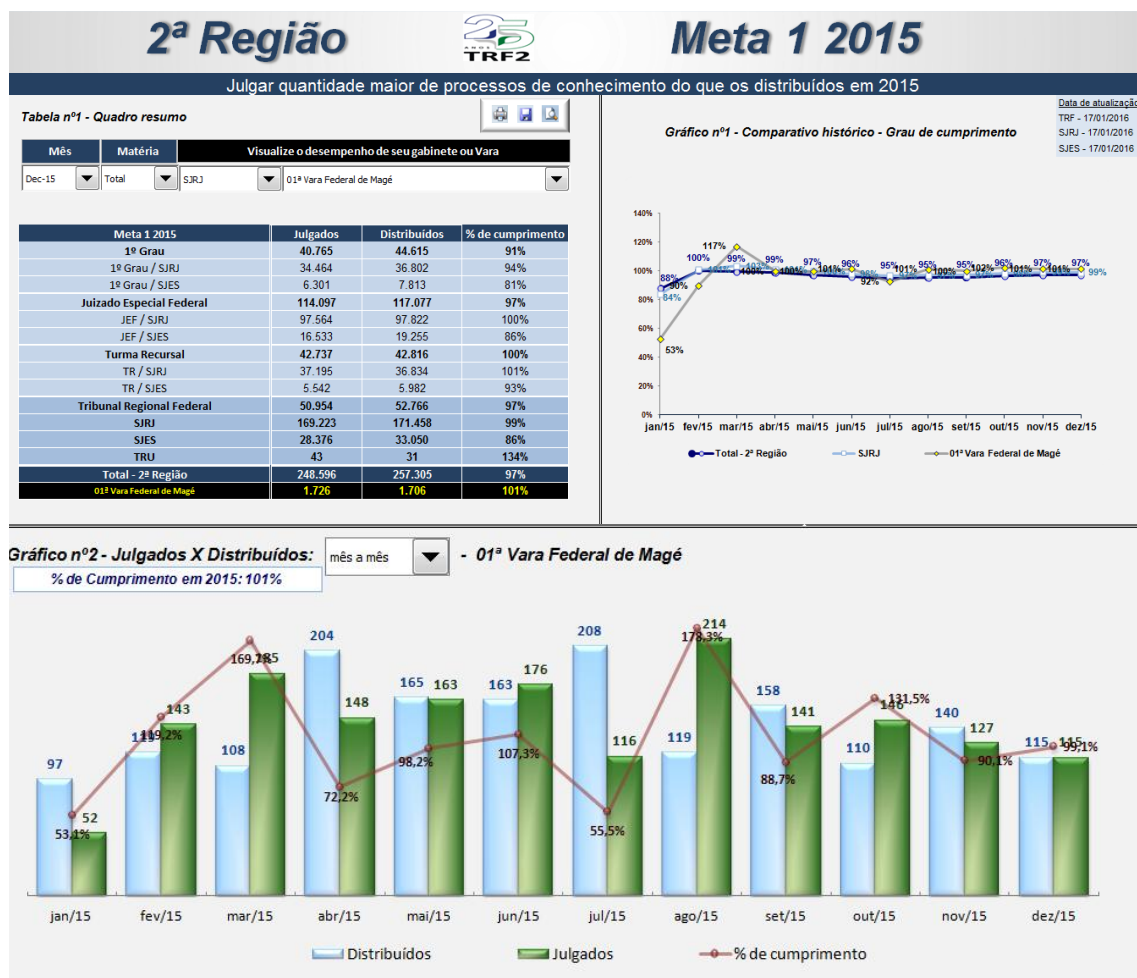 2ª Região
25
ANOS
TRF2
Meta 1 2015
Julgar quantidade maior de processos de conhecimento do que os distribuídos em 2015
Tabela nº1 - Quadro resumo
Mês Matéria Visualize o desempenho de seu gabinete ou Vara
Dec-15 Total SJRJ 01ª Vara Federal de Magé
Meta 1 2015 Julgados Distribuídos % de cumprimento
1º Grau 40.765 44.615 91%
1º Grau / SJRJ 34.464 36.802 94%
1º Grau / SJES 6.301 7.813 81%
Juizado Especial Federal 114.097 117.077 97%
JEF / SJRJ 97.564 97.822 100%
JEF / SJES 16.533 19.255 86%
Turma Recursal 42.737 42.816 100%
TR / SJRJ 37.195 36.834 101%
TR / SJES 5.542 5.982 93%
Tribunal Regional Federal 50.954 52.766 97%
SJRJ 169.223 171.458 99%
SJES 28.376 33.050 86%
TRU 43 31 134%
Total - 2ª Região 248.596 257.305 97%
01ª Vara Federal de Magé 1.726 1.706 101%
Data de atualização
TRF - 17/01/2016
SJRJ - 17/01/2016
SJES - 17/01/2016
Gráfico nº1 - Comparativo histórico - Grau de cumprimento
140%
120%
100%
80%
60%
40%
20%
0%
117%
88% 100% 99% 99% 97% 96% 95% 95% 95% 96% 97% 97%
90% 100% 100% 101% 92% 101% 100% 102% 101% 101% 99%
84%
53%
jan/15 fev/15 mar/15 abr/15 mai/15 jun/15 jul/15 ago/15 set/15 out/15 nov/15 dez/15
Total - 2ª Região SJRJ 01ª Vara Federal de Magé
Gráfico nº2 - Julgados X Distribuídos: mês a mês - 01ª Vara Federal de Magé
% de Cumprimento em 2015: 101%
97 108 204 165 163 208 119 158 110 140 115
52 143 185 148 163 176 116 214 141 146 127 115
53,1% 119,2% 72,2% 98,2% 107,3% 55,5% 178,3% 88,7% 131,5% 90,1% 99,1%
jan/15 fev/15 mar/15 abr/15 mai/15 jun/15 jul/15 ago/15 set/15 out/15 nov/15 dez/15
Distribuídos Julgados % de cumprimento